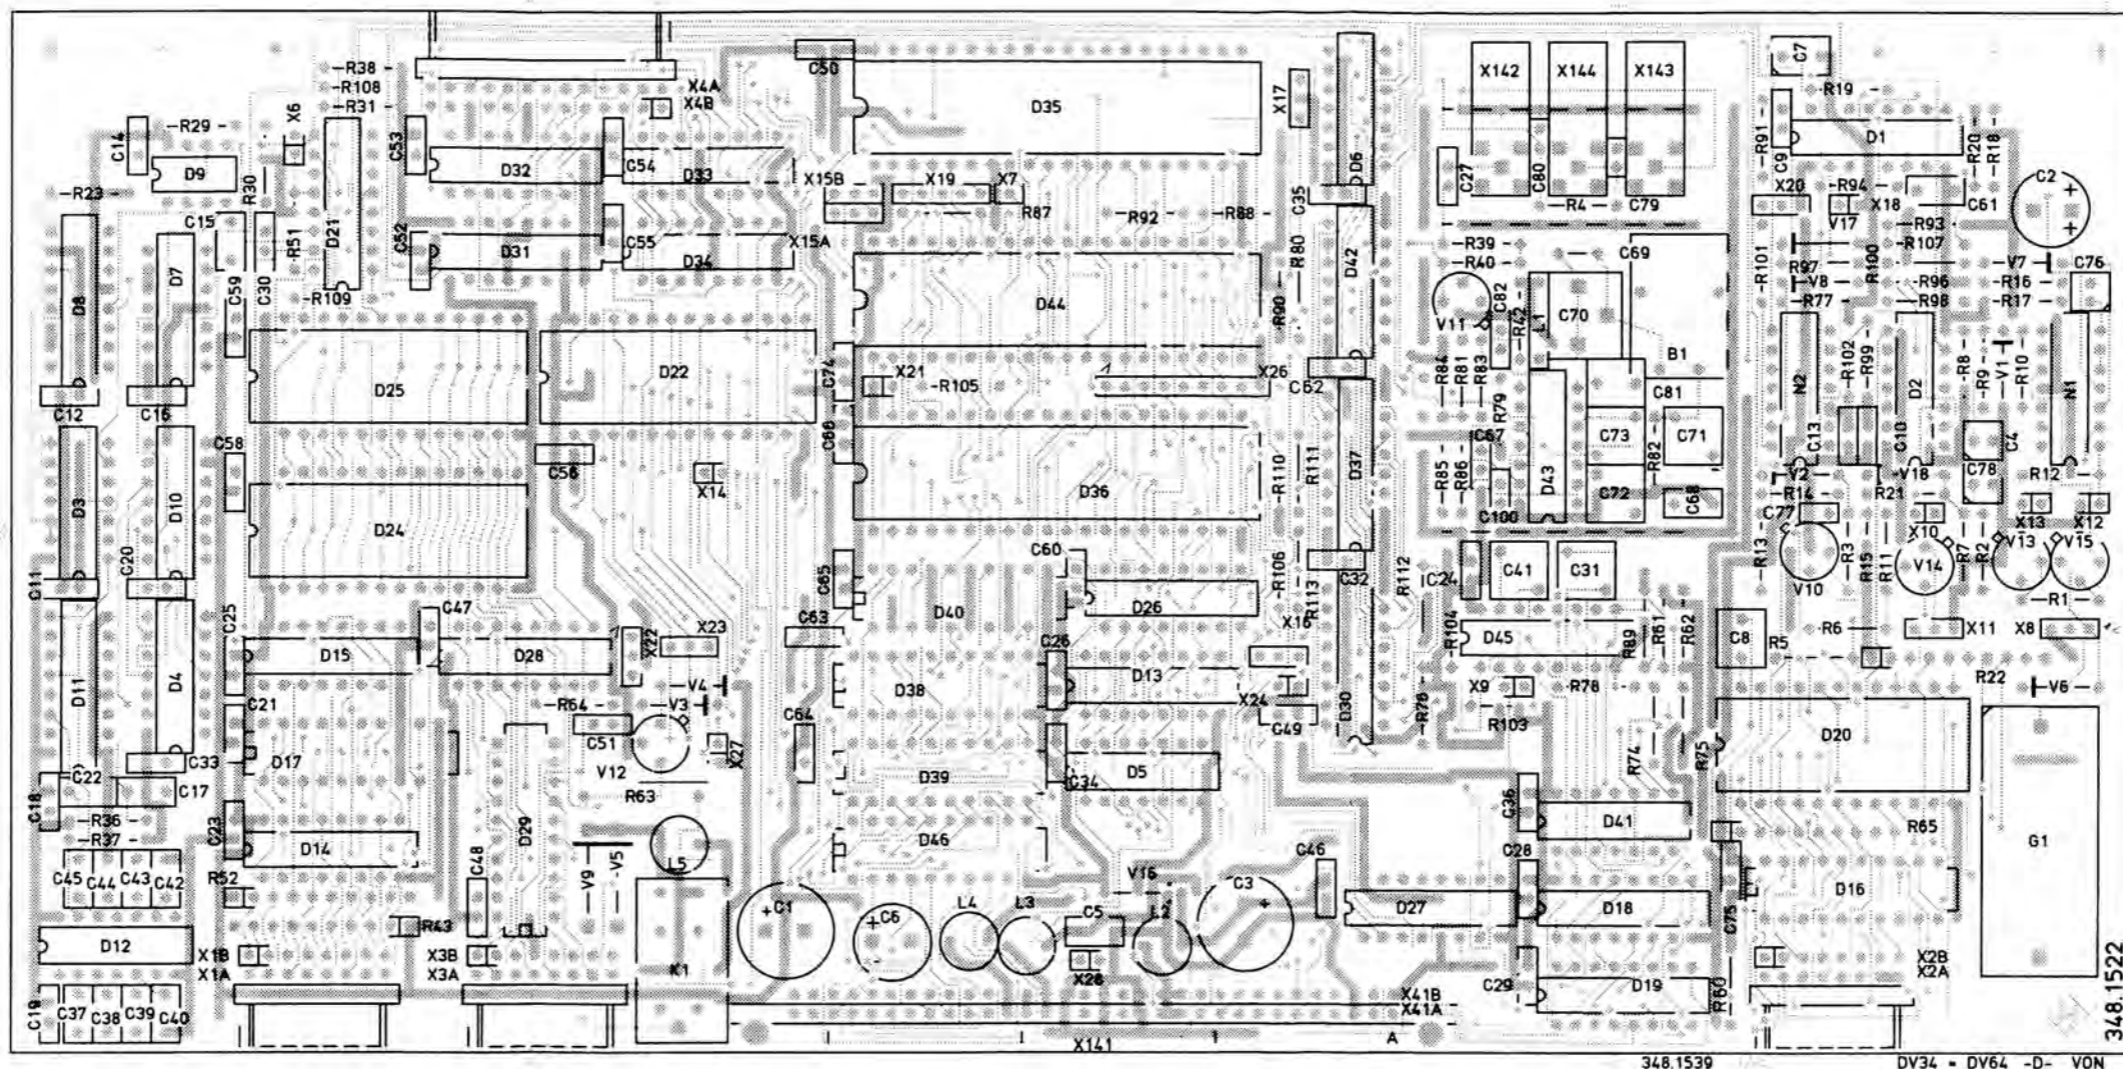 C50
-R38-
X4A
X142 X144 X143
C7
-R108-
-R31-
X4B
D35
X17
-R19-
X6
C14
-R29-
C53
C54
D32
D33
D6
C27
C80
-R91-
C9
D1
-R20-
-R18-
D9
-R23-
R30
X15B
X19
X7
C35
X20
-R94-
X18
C61
C2
C15
R51
D21
C52
D31
C55
D34
X15A
R87
-R92-
-R88-
-R4-
C79
V17
-R93-
-R107-
R80
D42
-R39-
-R40-
C69
-R101-
-R97-
R100
-V7-
C76
D8
D7
C59
C30
-R109-
D44
-R90-
V11
C82
-R42-
L1
C70
-V8-
-R77-
-R96-
-R98-
-R16-
-R17-
D25
D22
C74
X21
-R105-
X26
C62
-R84-
-R81-
-R83-
B1
N2
-R102-
-R99-
D2
-R8-
-R9-
-V1-
-R10-
N1
C12
C16
C81
R79
C58
C56
C66
C67
C73
R82-
C71
C13
C10
C4
D3
D10
D24
X14
D36
-R110-
R111
D37
-R85-
-R86-
D43
C72
C68
C78
-V2-
-V18-
R12
-R14-
R21
C100
C77
X10
X13
X12
C11
C20
C65
C60
-R106-
C32
R112
C24
C41
C31
-R13-
V10
-R3-
R15-
R11
V14
-R7-
-R2-
V13
V15
D40
D26
R113
-R1-
C25
C47
C63
X16
-R104-
D45
R89
-R61-
-R62-
C8
R5
-R6-
X11
X8
D15
D28
X22
X23
C26
D11
D4
D38
D13
X24
D30
-R78-
X9
-R76-
R22
-V6-
-V4-
-R64-
-V3-
C21
C51
C64
C49
R103
C33
D17
V12
X27
D39
C34
D5
R74
R75
D20
C18
C22
C17
R63
C36
-R36-
-R37-
C23
D14
D29
D46
D41
R65
G1
C45 C44 C43 C42
R52
C48
-V9-
-V5-
L5
V16
C3
C46
C28
D16
C1
C6
L4
L3
C5
D27
D18
C75
D12
R43
X1B
X1A
X3B
X3A
K1
X28
X2B
X2A
C19
C37 C38 C39 C40
X41B
X41A
C29
D19
R60
X141
A
348.1522
348.1539
DV34 = DV64 -D- VON